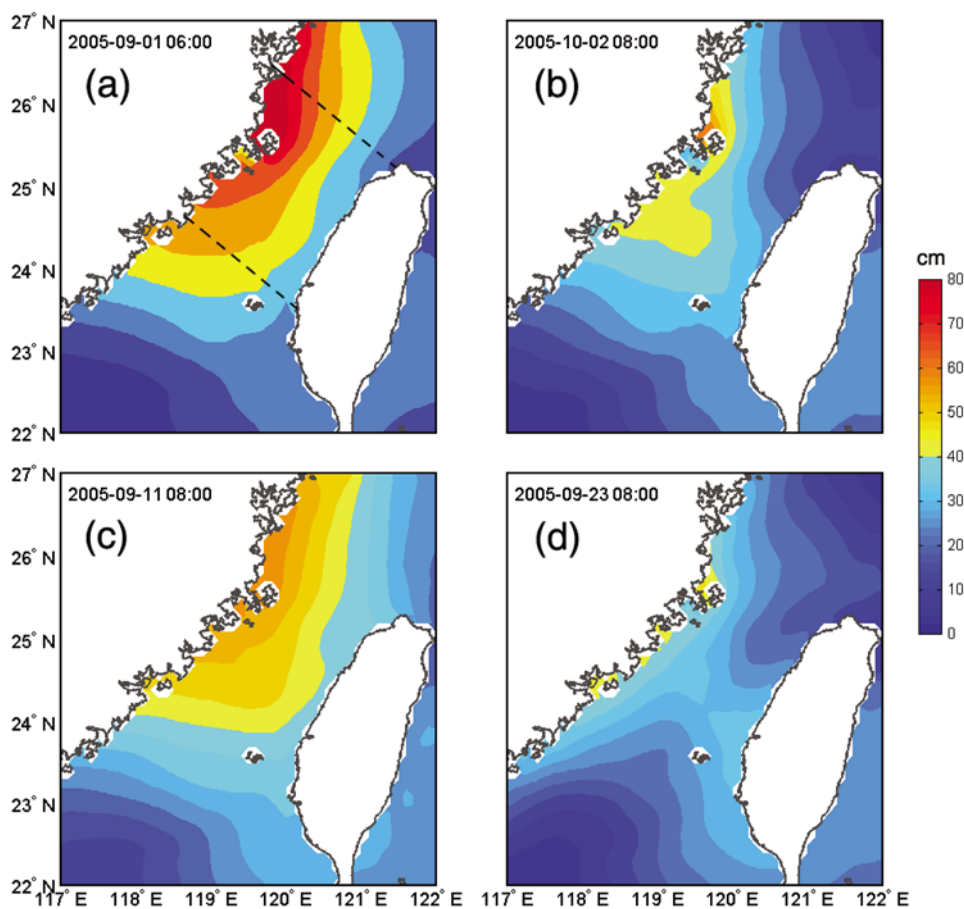 27° N
2005-09-01 06:00
(a)
26° N
25° N
24° N
23° N
22° N
2005-10-02 08:00
(b)
27° N
2005-09-11 08:00
(c)
26° N
25° N
24° N
23° N
22° N
117° E 118° E 119° E 120° E 121° E 122° E
2005-09-23 08:00
(d)
117° E 118° E 119° E 120° E 121° E 122° E
cm
80
70
60
50
40
30
20
10
0